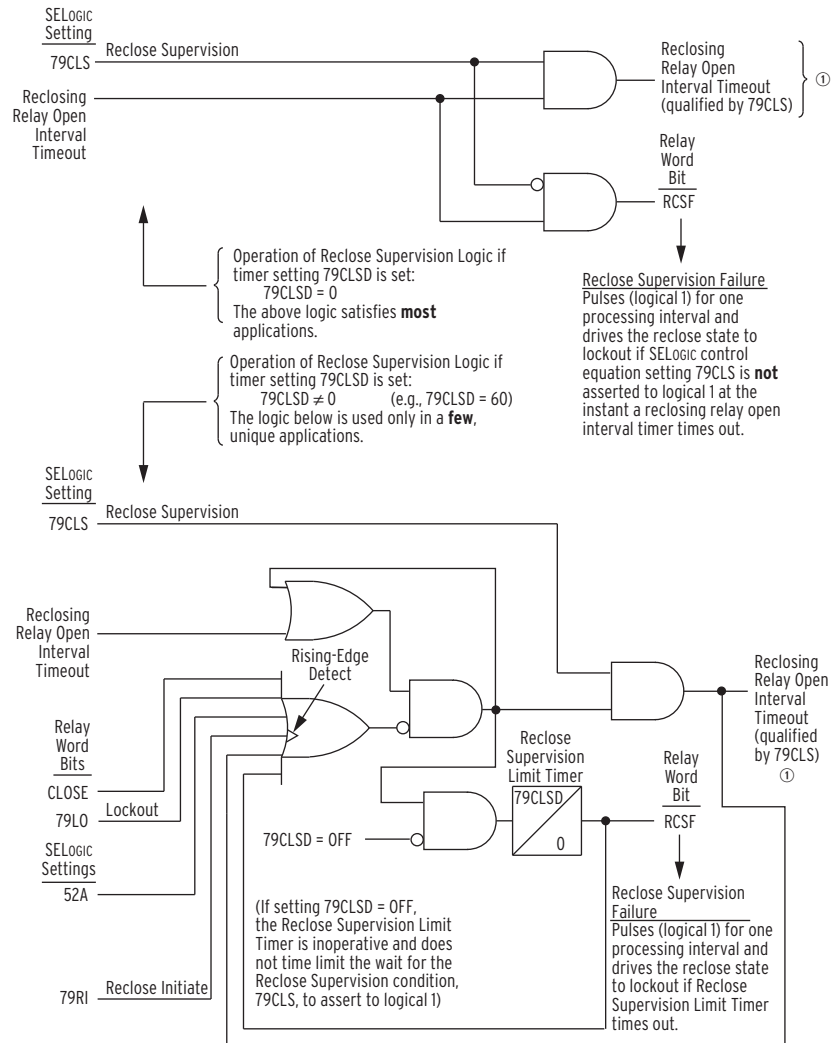 SELOGIC
Setting
79CLS
Reclose Supervision
Reclosing
Relay Open
Interval
Timeout
Reclosing
Relay Open
Interval Timeout
(qualified by 79CLS)
①
Relay
Word
Bit
RCSF
Operation of Reclose Supervision Logic if
timer setting 79CLSD is set:
79CLSD = 0
The above logic satisfies most
applications.
Reclose Supervision Failure
Pulses (logical 1) for one
processing interval and
drives the reclose state to
lockout if SELOGIC control
equation setting 79CLS is not
asserted to logical 1 at the
instant a reclosing relay open
interval timer times out.
Operation of Reclose Supervision Logic if
timer setting 79CLSD is set:
79CLSD ≠ 0 (e.g., 79CLSD = 60)
The logic below is used only in a few,
unique applications.
SELOGIC
Setting
79CLS
Reclose Supervision
Reclosing
Relay Open
Interval
Timeout
Rising-Edge
Detect
Relay
Word
Bits
CLOSE
79LO
Lockout
SELOGIC
Settings
52A
79RI
Reclose Initiate
79CLSD = OFF
Reclose
Supervision
Limit Timer
79CLSD
0
Relay
Word
Bit
RCSF
Reclosing
Relay Open
Interval
Timeout
(qualified
by 79CLS)
①
(If setting 79CLSD = OFF,
the Reclose Supervision Limit
Timer is inoperative and does
not time limit the wait for the
Reclose Supervision condition,
79CLS, to assert to logical 1)
Reclose Supervision
Failure
Pulses (logical 1) for one
processing interval and
drives the reclose state
to lockout if Reclose
Supervision Limit Timer
times out.